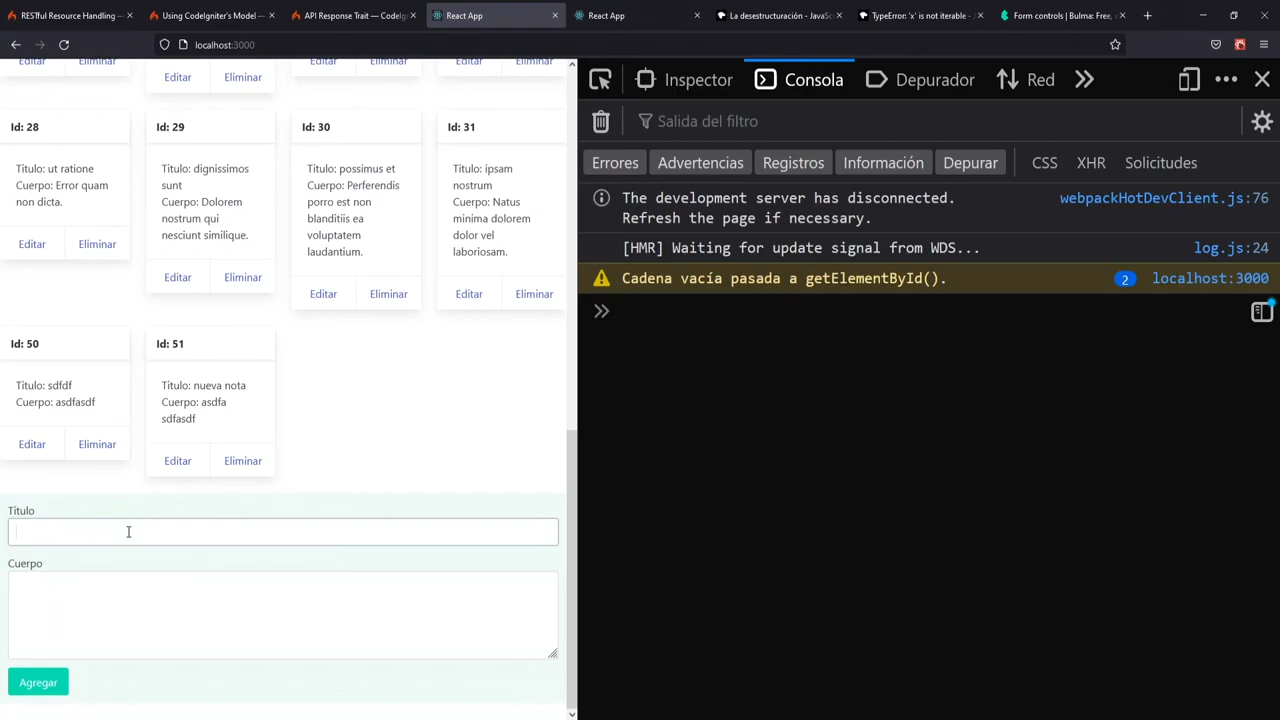 RESTful Resource Handling —
Using CodeIgniter's Model —
API Response Trait — CodeIg
React App
React App
La desestructuración - JavaSc
TypeError: 'x' is not iterable -
Form controls | Bulma: Free, o
localhost:3000
Editar Eliminar
Editar Eliminar
Editar Eliminar
Editar Eliminar
Id: 28
Titulo: ut ratione
Cuerpo: Error quam
non dicta.
Editar Eliminar
Id: 29
Titulo: dignissimos
sunt
Cuerpo: Dolorem
nostrum qui
nesciunt similique.
Editar Eliminar
Id: 30
Titulo: possimus et
Cuerpo: Perferendis
porro est non
blanditiis ea
voluptatem
laudantium.
Editar Eliminar
Id: 31
Titulo: ipsam
nostrum
Cuerpo: Natus
minima dolorem
dolor vel
laboriosam.
Editar Eliminar
Id: 50
Titulo: sdfdf
Cuerpo: asdfasdf
Editar Eliminar
Id: 51
Titulo: nueva nota
Cuerpo: asdfa
sdfasdf
Editar Eliminar
Titulo
Cuerpo
Agregar
Inspector Consola Depurador Red
Salida del filtro
Errores Advertencias Registros Información Depurar CSS XHR Solicitudes
The development server has disconnected. webpackHotDevClient.js:76
Refresh the page if necessary.
[HMR] Waiting for update signal from WDS... log.js:24
Cadena vacía pasada a getElementById(). 2 localhost:3000